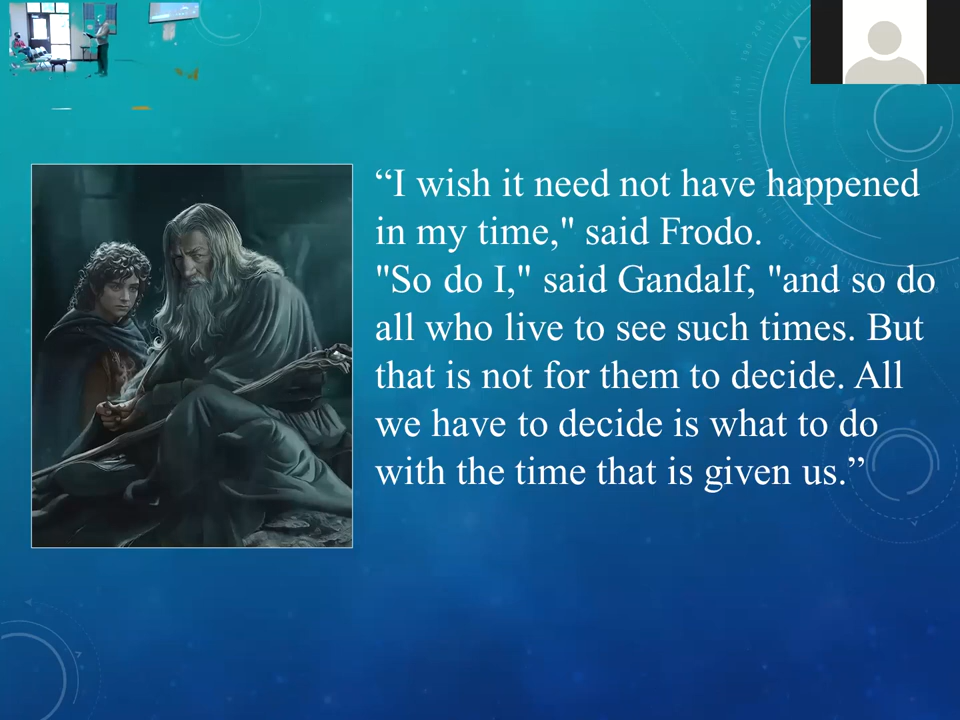 “I wish it need not have happened
in my time," said Frodo.
"So do I," said Gandalf, "and so do
all who live to see such times. But
that is not for them to decide. All
we have to decide is what to do
with the time that is given us.”